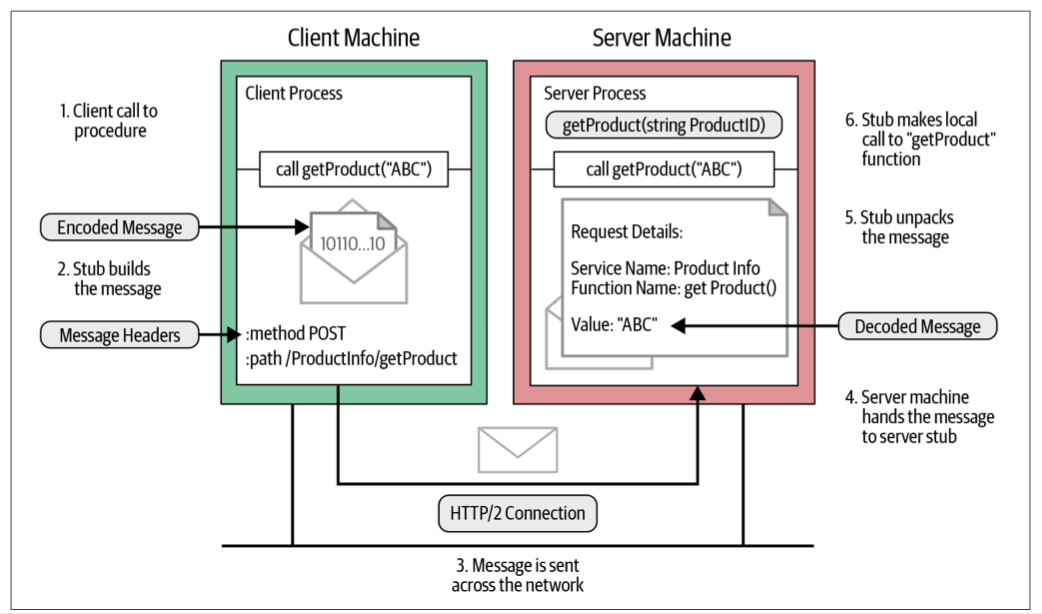 Client Machine
Server Machine
1. Client call to
procedure
Client Process
call getProduct("ABC")
Encoded Message
10110...10
2. Stub builds
the message
Message Headers
:method POST
:path /ProductInfo/getProduct
Server Process
getProduct(string ProductID)
call getProduct("ABC")
Request Details:
Service Name: Product Info
Function Name: get Product()
Value: "ABC"
6. Stub makes local
call to "getProduct"
function
5. Stub unpacks
the message
Decoded Message
4. Server machine
hands the message
to server stub
HTTP/2 Connection
3. Message is sent
across the network